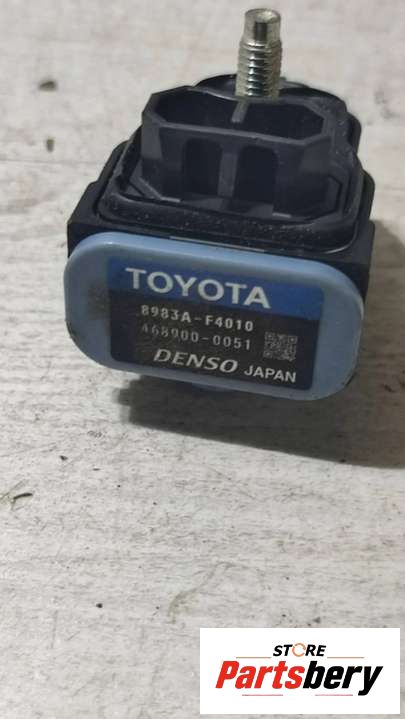 TOYOTA
8983A-F4010
468900-0051
DENSO JAPAN
STORE
Partsbery